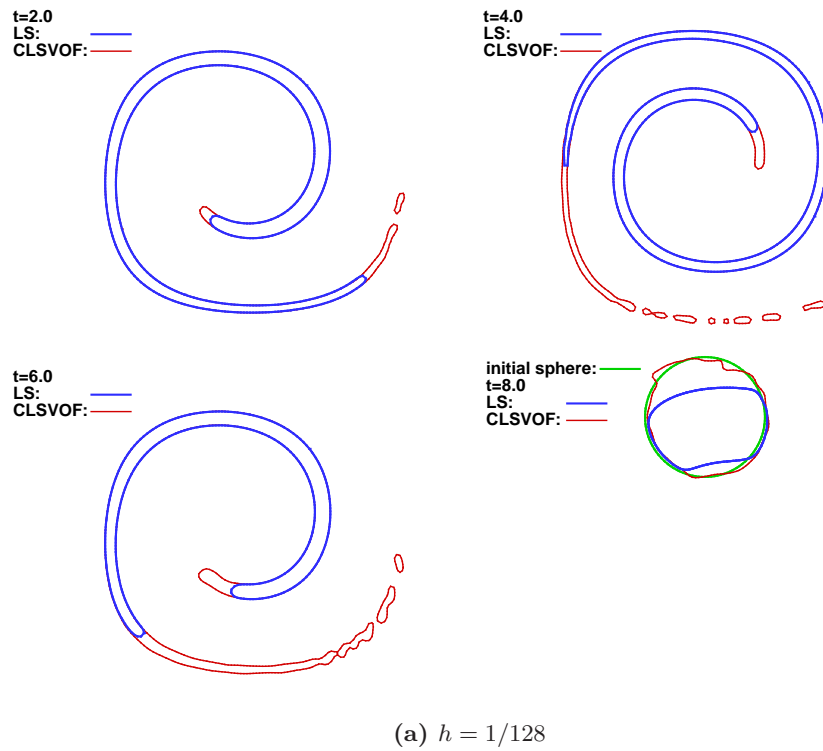 t=2.0
LS:
CLSVOF:
t=4.0
LS:
CLSVOF:
t=6.0
LS:
CLSVOF:
initial sphere:
t=8.0
LS:
CLSVOF:
(a) h = 1/128